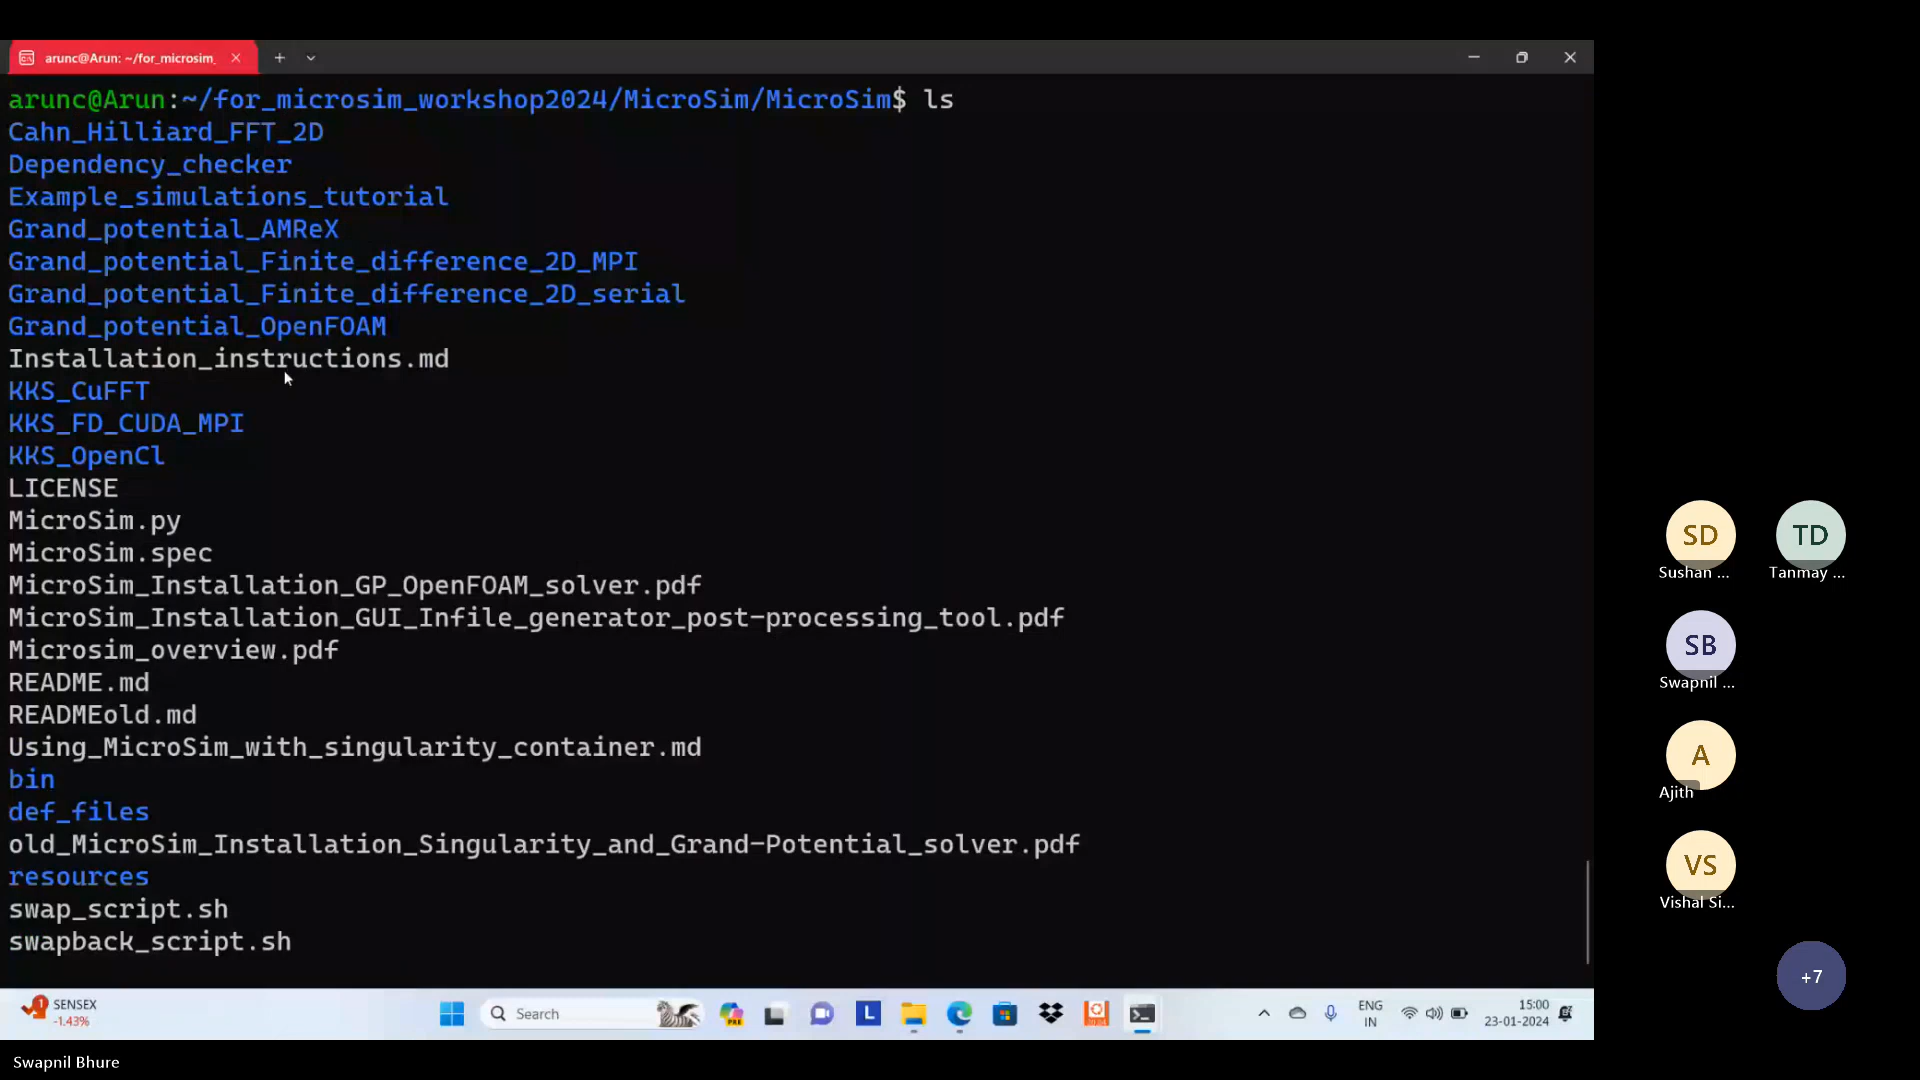 arunc@Arun: ~/for_microsim_
arunc@Arun:~/for_microsim_workshop2024/MicroSim/MicroSim$ ls
Cahn_Hilliard_FFT_2D
Dependency_checker
Example_simulations_tutorial
Grand_potential_AMReX
Grand_potential_Finite_difference_2D_MPI
Grand_potential_Finite_difference_2D_serial
Grand_potential_OpenFOAM
Installation_instructions.md
KKS_CuFFT
KKS_FD_CUDA_MPI
KKS_OpenCl
LICENSE
MicroSim.py
MicroSim.spec
MicroSim_Installation_GP_OpenFOAM_solver.pdf
MicroSim_Installation_GUI_Infile_generator_post-processing_tool.pdf
Microsim_overview.pdf
README.md
READMEold.md
Using_MicroSim_with_singularity_container.md
bin
def_files
old_MicroSim_Installation_Singularity_and_Grand-Potential_solver.pdf
resources
swap_script.sh
swapback_script.sh
SD
Sushan ...
TD
Tanmay ...
SB
Swapnil ...
A
Ajith
VS
Vishal Si...
+7
1
SENSEX
-1.43%
Search
PRE
L
ENG
IN
15:00
23-01-2024
Swapnil Bhure